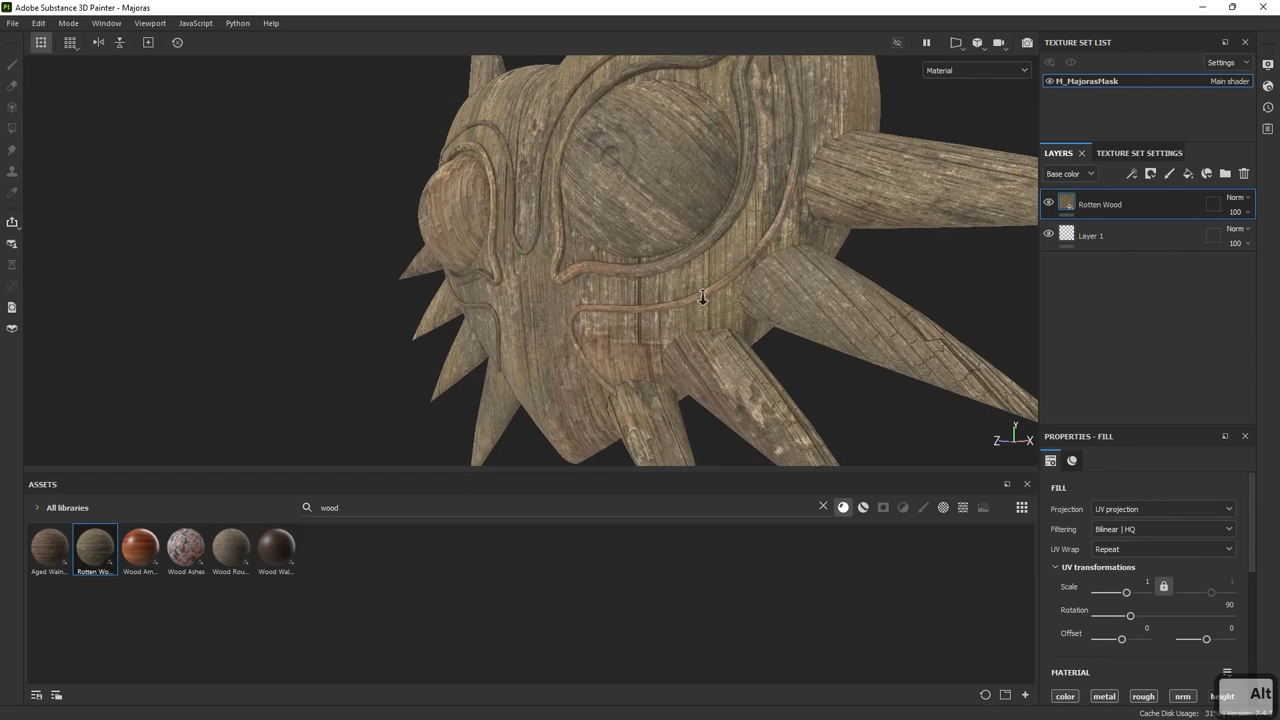 Adobe Substance 3D Painter - Majoras
File Edit Mode Window Viewport JavaScript Python Help
Material
TEXTURE SET LIST
Settings
M_MajorasMask Main shader
LAYERS TEXTURE SET SETTINGS
Base color
Rotten Wood Norm
100
Layer 1 Norm
100
Y
Z X
PROPERTIES - FILL
FILL
Projection UV projection
Filtering Bilinear | HQ
UV Wrap Repeat
UV transformations
Scale 1 1
Rotation 90
Offset 0 0
MATERIAL
color metal rough nrm height
Alt
ASSETS
All libraries wood
Aged Waln... Rotten Wo... Wood Am... Wood Ashes Wood Rou... Wood Wal...
Cache Disk Usage: